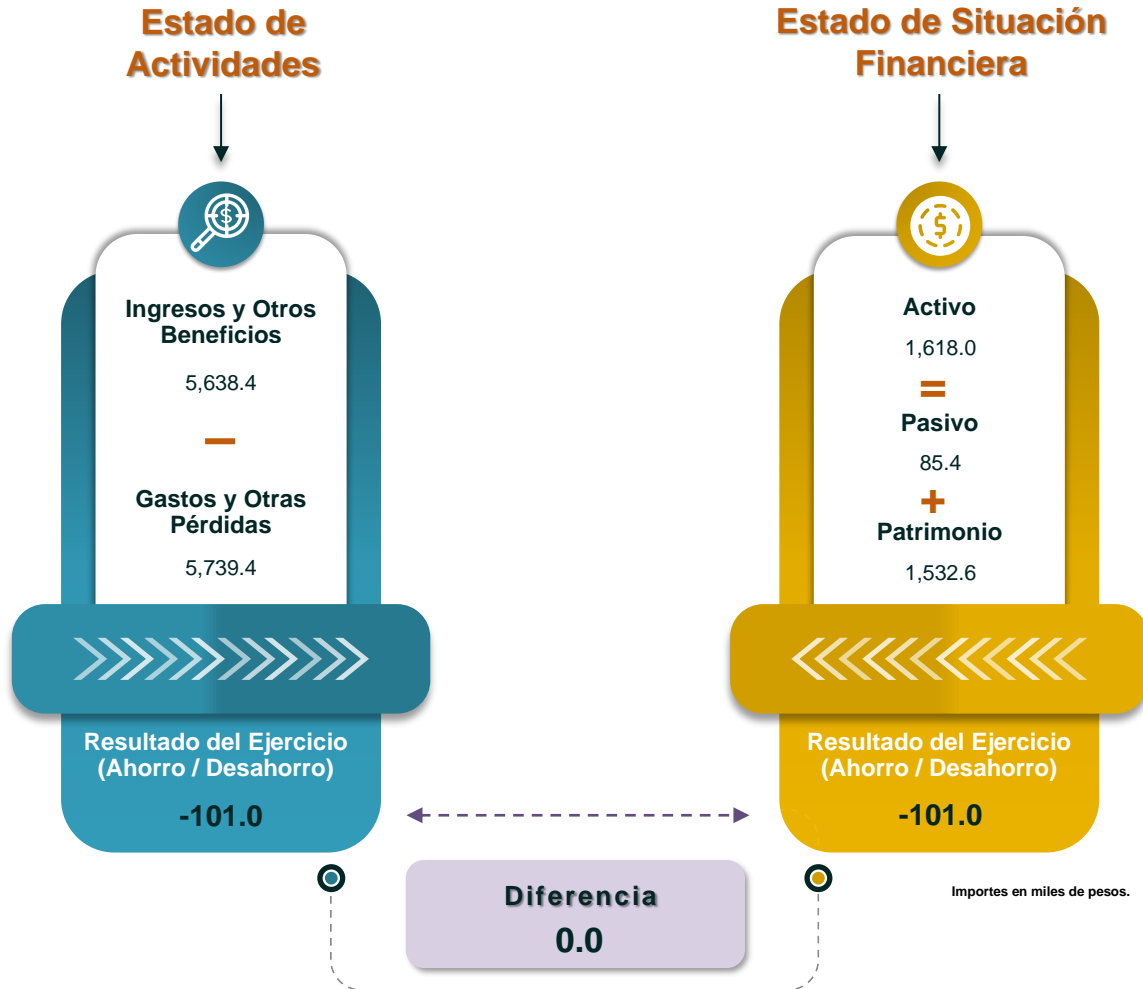 Estado de
Actividades
Ingresos y Otros
Beneficios
5,638.4
–
Gastos y Otras
Pérdidas
5,739.4
Resultado del Ejercicio
(Ahorro / Desahorro)
-101.0
Estado de Situación
Financiera
Activo
1,618.0
=
Pasivo
85.4
+
Patrimonio
1,532.6
Resultado del Ejercicio
(Ahorro / Desahorro)
-101.0
Diferencia
0.0
Importes en miles de pesos.